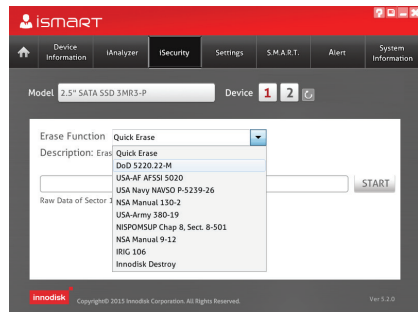 ismart
Device Information
iAnalyzer
iSecurity
Settings
S.M.A.R.T.
Alert
System Information
Model 2.5" SATA SSD 3MR3-P Device 1 2
Erase Function Quick Erase
Description: Eras
Quick Erase
DoD 5220.22-M
USA-AF AFSSI 5020
USA Navy NAVSO P-5239-26
NSA Manual 130-2
USA-Army 380-19
NISPOMSUP Chap 8, Sect. 8-501
NSA Manual 9-12
IRIG 106
Innodisk Destroy
START
Raw Data of Sector 1
innodisk Copyright© 2015 Innodisk Corporation. All Rights Reserved. Ver 5.2.0